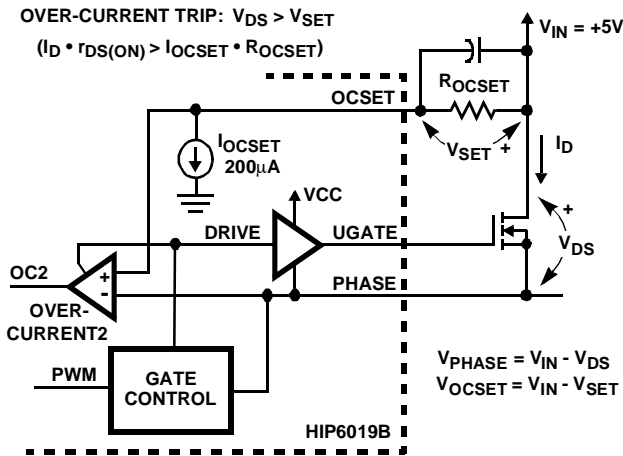 OVER-CURRENT TRIP: VDS > VSET
(ID • rDS(ON) > IOCSET • ROCSET)
VIN = +5V
OCSET
ROCSET
IOCSET
200μA
VSET +
ID
VCC
DRIVE
UGATE
+
VDS
OC2
+
-
PHASE
OVER-
CURRENT2
PWM
GATE
CONTROL
VPHASE = VIN - VDS
VOCSET = VIN - VSET
HIP6019B